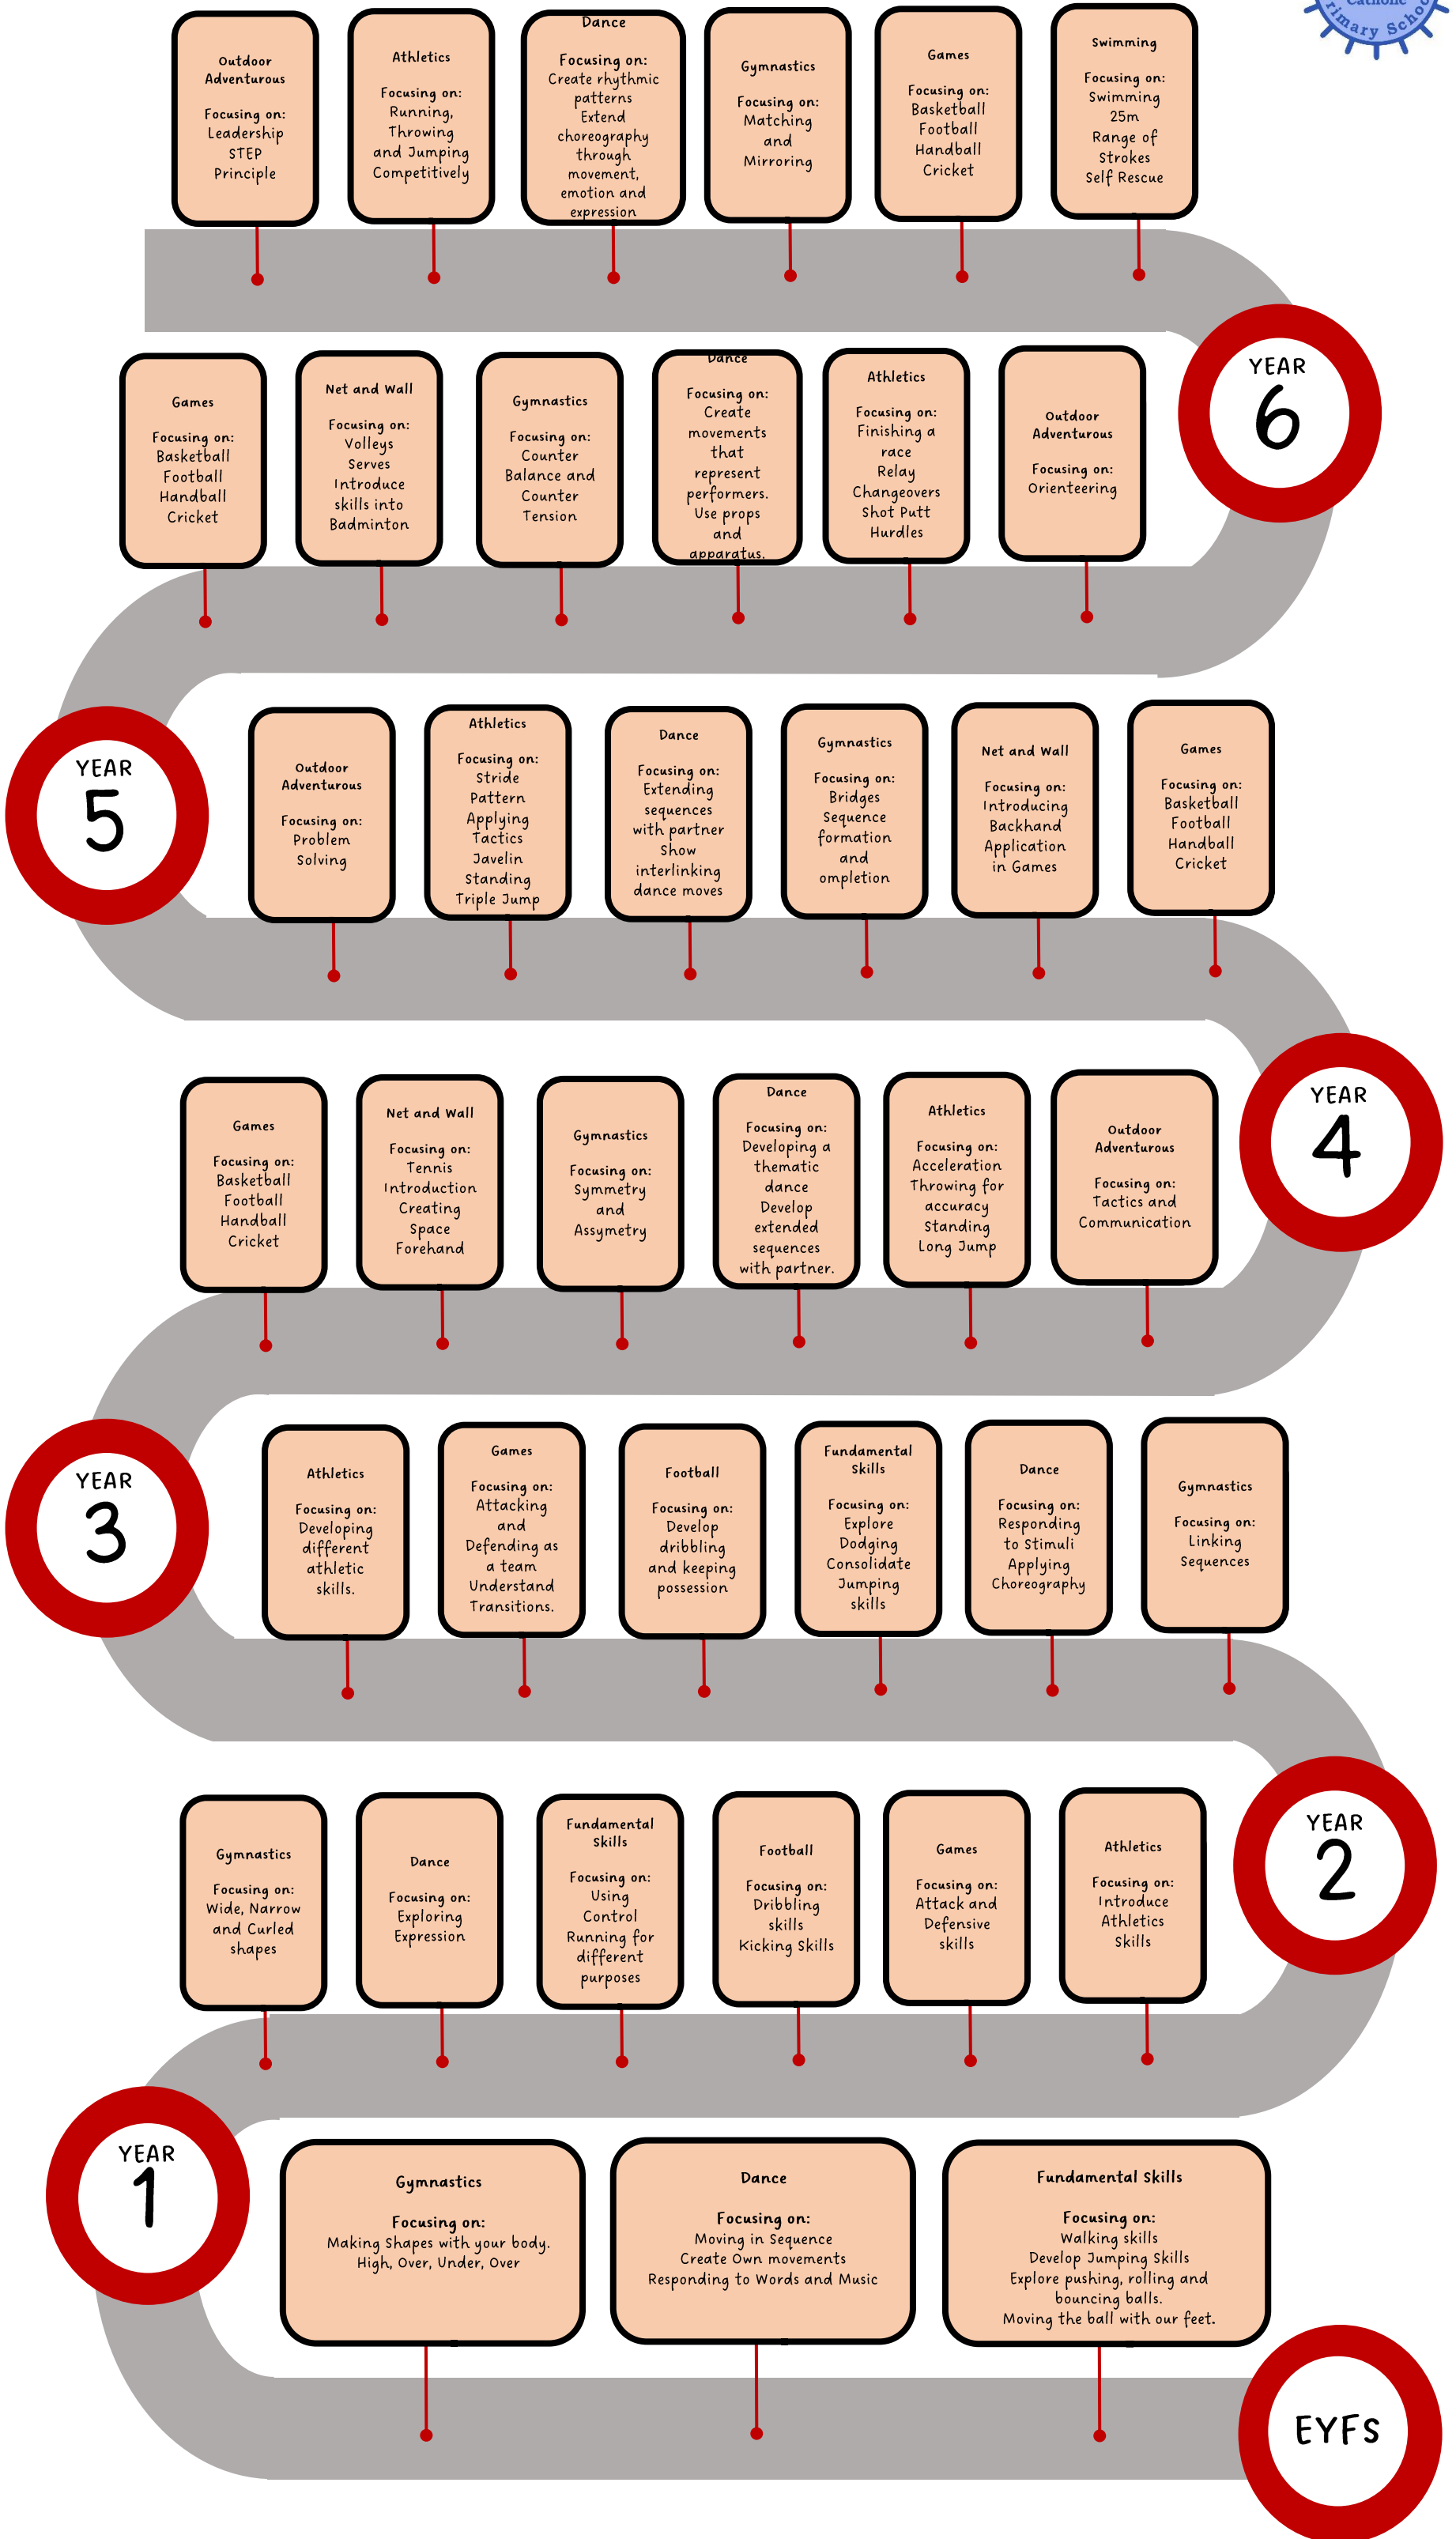 Catholic
rimary Schoo
Outdoor
Adventurous
Focusing on:
Leadership
STEP
Principle
Athletics
Focusing on:
Running,
Throwing
and Jumping
Competitively
Dance
Focusing on:
Create rhythmic
patterns
Extend
choreography
through
movement,
emotion and
expression
Gymnastics
Focusing on:
Matching
and
Mirroring
Games
Focusing on:
Basketball
Football
Handball
Cricket
Swimming
Focusing on:
Swimming
25m
Range of
Strokes
Self Rescue
YEAR
6
Games
Focusing on:
Basketball
Football
Handball
Cricket
Net and Wall
Focusing on:
Volleys
Serves
Introduce
skills into
Badminton
Gymnastics
Focusing on:
Counter
Balance and
Counter
Tension
Dance
Focusing on:
Create
movements
that
represent
performers.
Use props
and
apparatus.
Athletics
Focusing on:
Finishing a
race
Relay
Changeovers
Shot Putt
Hurdles
Outdoor
Adventurous
Focusing on:
Orienteering
YEAR
5
Outdoor
Adventurous
Focusing on:
Problem
Solving
Athletics
Focusing on:
Stride
Pattern
Applying
Tactics
Javelin
Standing
Triple Jump
Dance
Focusing on:
Extending
sequences
with partner
Show
interlinking
dance moves
Gymnastics
Focusing on:
Bridges
Sequence
formation
and
ompletion
Net and Wall
Focusing on:
Introducing
Backhand
Application
in Games
Games
Focusing on:
Basketball
Football
Handball
Cricket
YEAR
4
Games
Focusing on:
Basketball
Football
Handball
Cricket
Net and Wall
Focusing on:
Tennis
Introduction
Creating
Space
Forehand
Gymnastics
Focusing on:
Symmetry
and
Assymetry
Dance
Focusing on:
Developing a
thematic
dance
Develop
extended
sequences
with partner.
Athletics
Focusing on:
Acceleration
Throwing for
accuracy
Standing
Long Jump
Outdoor
Adventurous
Focusing on:
Tactics and
Communication
YEAR
3
Athletics
Focusing on:
Developing
different
athletic
skills.
Games
Focusing on:
Attacking
and
Defending as
a team
Understand
Transitions.
Football
Focusing on:
Develop
dribbling
and keeping
possession
Fundamental
Skills
Focusing on:
Explore
Dodging
Consolidate
Jumping
skills
Dance
Focusing on:
Responding
to Stimuli
Applying
Choreography
Gymnastics
Focusing on:
Linking
Sequences
YEAR
2
Gymnastics
Focusing on:
Wide, Narrow
and Curled
shapes
Dance
Focusing on:
Exploring
Expression
Fundamental
Skills
Focusing on:
Using
Control
Running for
different
purposes
Football
Focusing on:
Dribbling
skills
Kicking Skills
Games
Focusing on:
Attack and
Defensive
skills
Athletics
Focusing on:
Introduce
Athletics
Skills
YEAR
1
Gymnastics
Focusing on:
Making Shapes with your body.
High, Over, Under, Over
Dance
Focusing on:
Moving in Sequence
Create Own movements
Responding to Words and Music
Fundamental Skills
Focusing on:
Walking skills
Develop Jumping Skills
Explore pushing, rolling and
bouncing balls.
Moving the ball with our feet.
EYFS